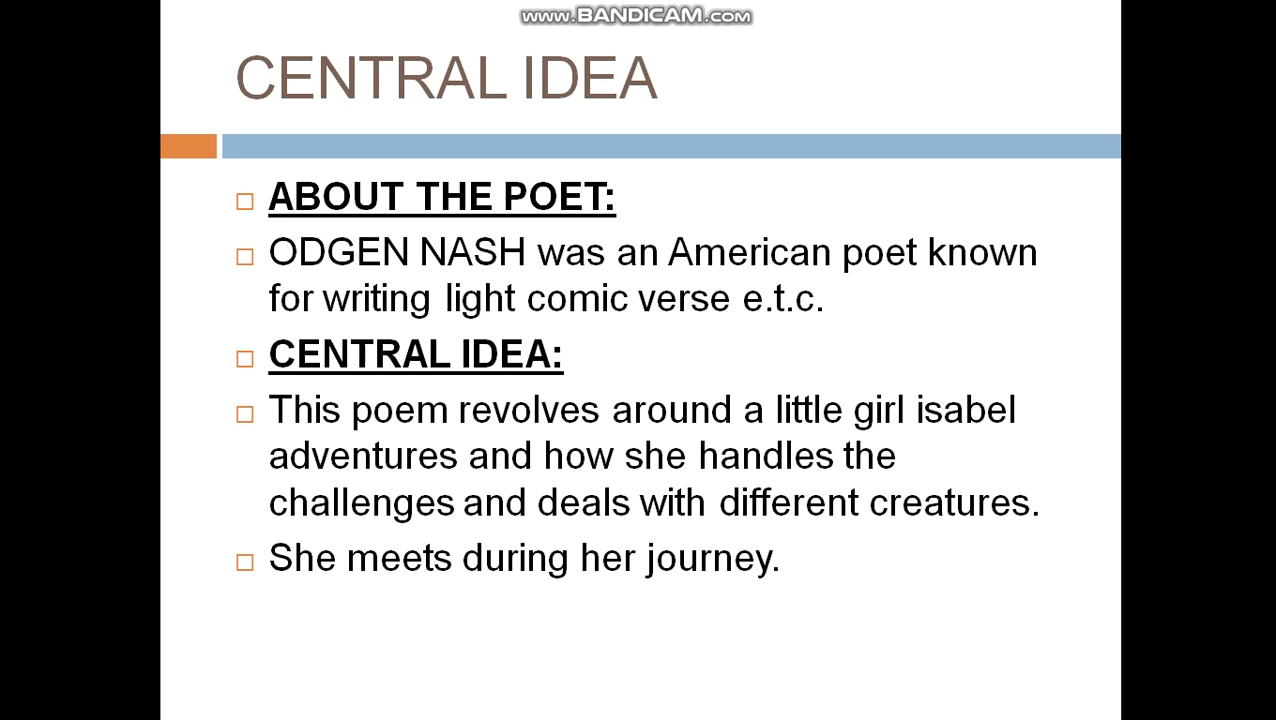 www.BANDICAM.com
CENTRAL IDEA
ABOUT THE POET:
ODGEN NASH was an American poet known
for writing light comic verse e.t.c.
CENTRAL IDEA:
This poem revolves around a little girl isabel
adventures and how she handles the
challenges and deals with different creatures.
She meets during her journey.